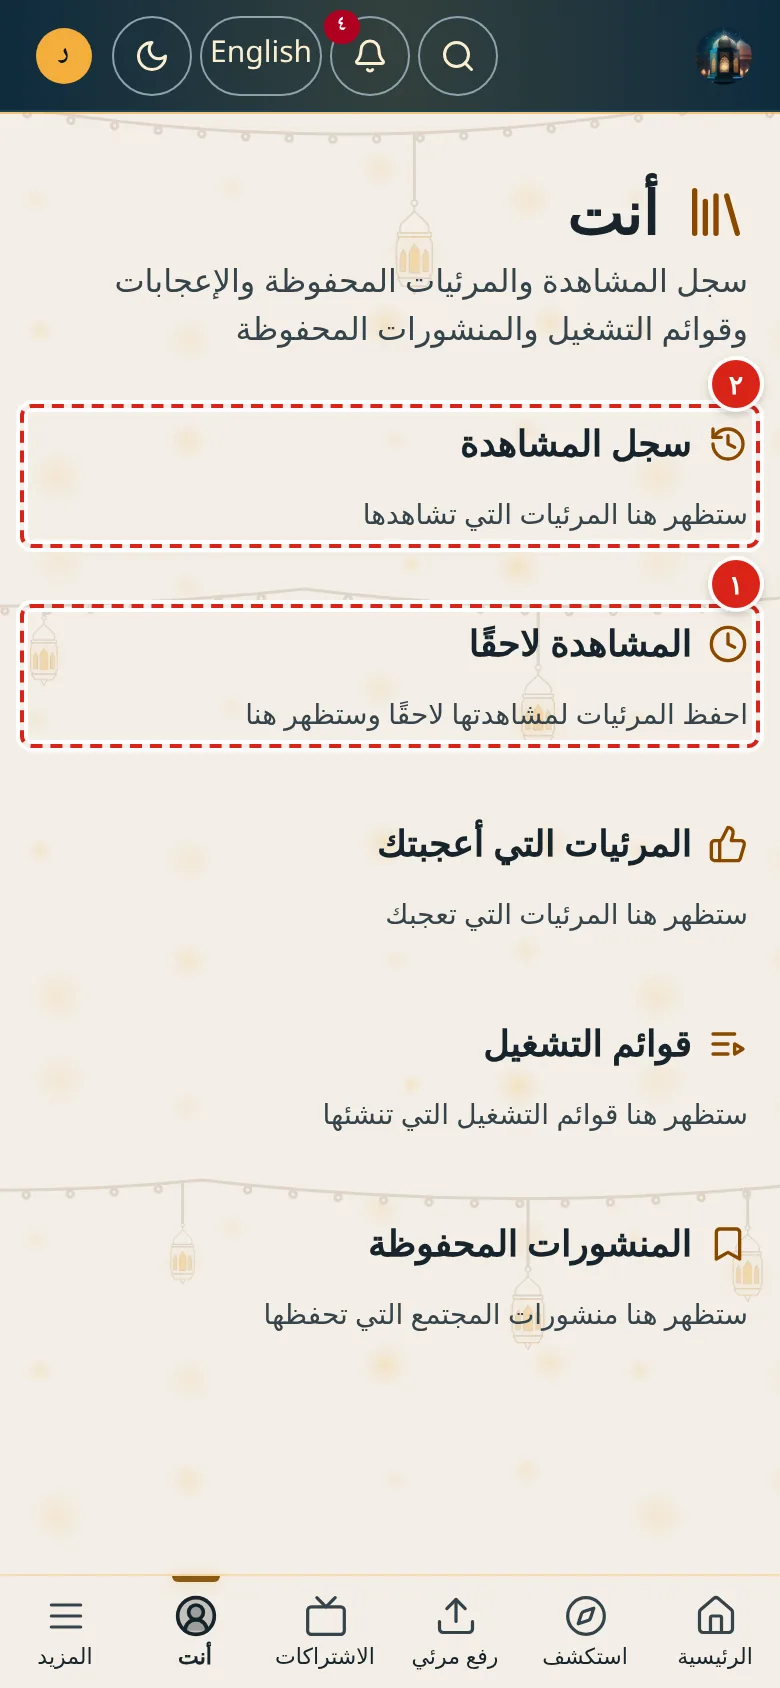 ر
English
٤
أنت
سجل المشاهدة والمرئيات المحفوظة والإعجابات
وقوائم التشغيل والمنشورات المحفوظة
٢
سجل المشاهدة
ستظهر هنا المرئيات التي تشاهدها
١
المشاهدة لاحقًا
احفظ المرئيات لمشاهدتها لاحقًا وستظهر هنا
المرئيات التي أعجبتك
ستظهر هنا المرئيات التي تعجبك
قوائم التشغيل
ستظهر هنا قوائم التشغيل التي تنشئها
المنشورات المحفوظة
ستظهر هنا منشورات المجتمع التي تحفظها
الرئيسية
استكشف
رفع مرئي
الاشتراكات
أنت
المزيد